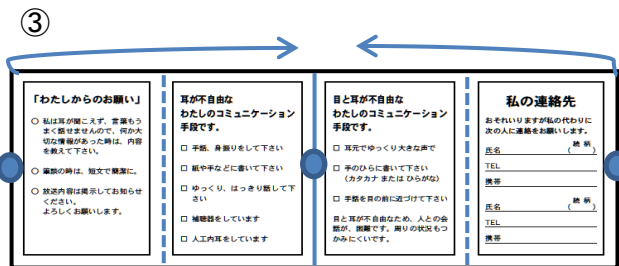 ③
「わたしからのお願い」
○ 私は耳が聞こえず、言葉もう
まく話せませんので、何か大
切な情報があった時は、内容
を教えて下さい。
○ 筆談の時は、短文で簡潔に。
○ 放送内容は掲示してお知らせ
ください。
よろしくお願いします。
耳が不自由な
わたしのコミュニケーション
手段です。
□ 手話、身振りをして下さい
□ 紙や手などに書いて下さい
□ ゆっくり、はっきり話して下
さい
□ 補聴器をしています
□ 人工内耳をしています
目と耳が不自由な
わたしのコミュニケーション
手段です。
□ 耳元でゆっくり大きな声で
□ 手のひらに書いて下さい
（カタカナ または ひらがな）
□ 手話を目の前に近づけて下さい
目と耳が不自由なため、人との会
話が、困難です。周りの状況もつ
かみにくいです。
私の連絡先
おそれいりますが私の代わりに
次の人に連絡をお願いします。
続 柄
氏名 （ ）
TEL
携帯
続 柄
氏名 （ ）
TEL
携帯